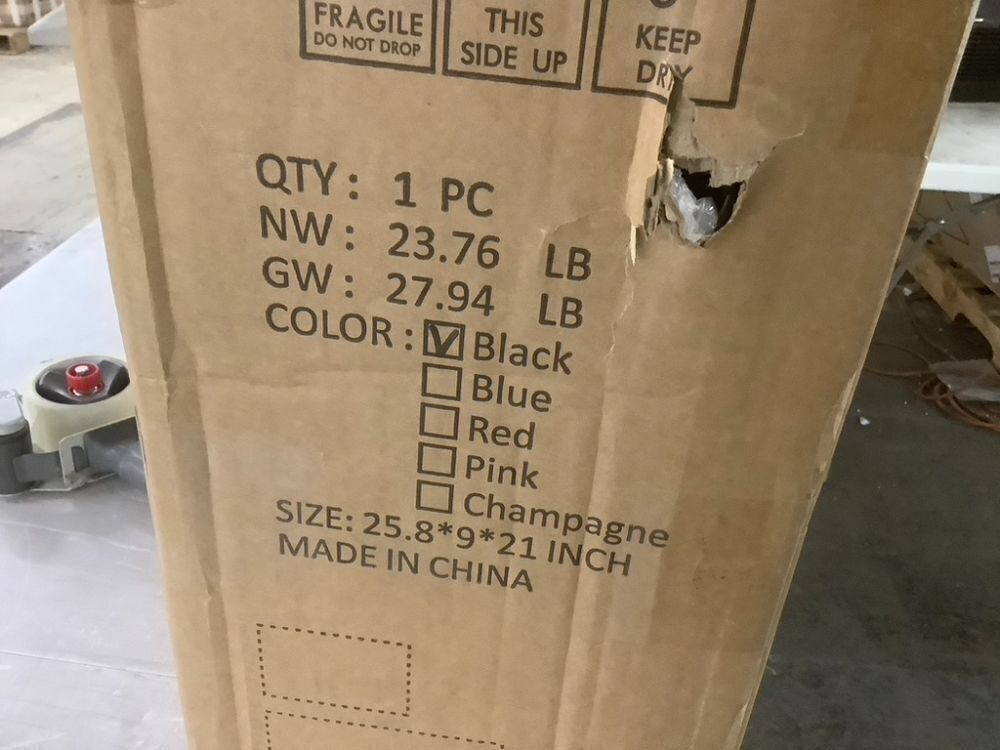 FRAGILE
DO NOT DROP
THIS
SIDE UP
KEEP
DRY
QTY : 1 PC
NW : 23.76 LB
GW : 27.94 LB
COLOR : Black
Blue
Red
Pink
Champagne
SIZE: 25.8*9*21 INCH
MADE IN CHINA